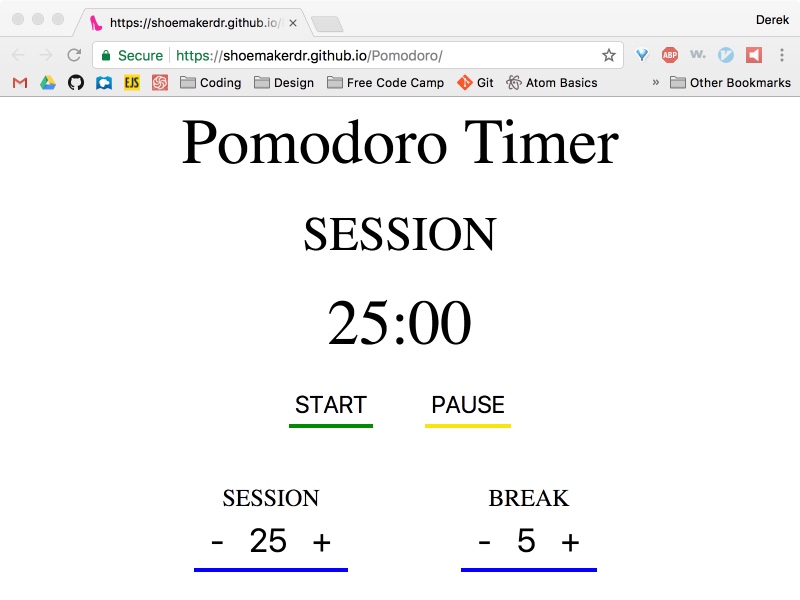 https://shoemakerdr.github.io/
Derek
Secure https://shoemakerdr.github.io/Pomodoro/
ABP W.
EJS Coding Design Free Code Camp Git Atom Basics » Other Bookmarks
Pomodoro Timer
SESSION
25:00
START PAUSE
SESSION BREAK
- 25 + - 5 +